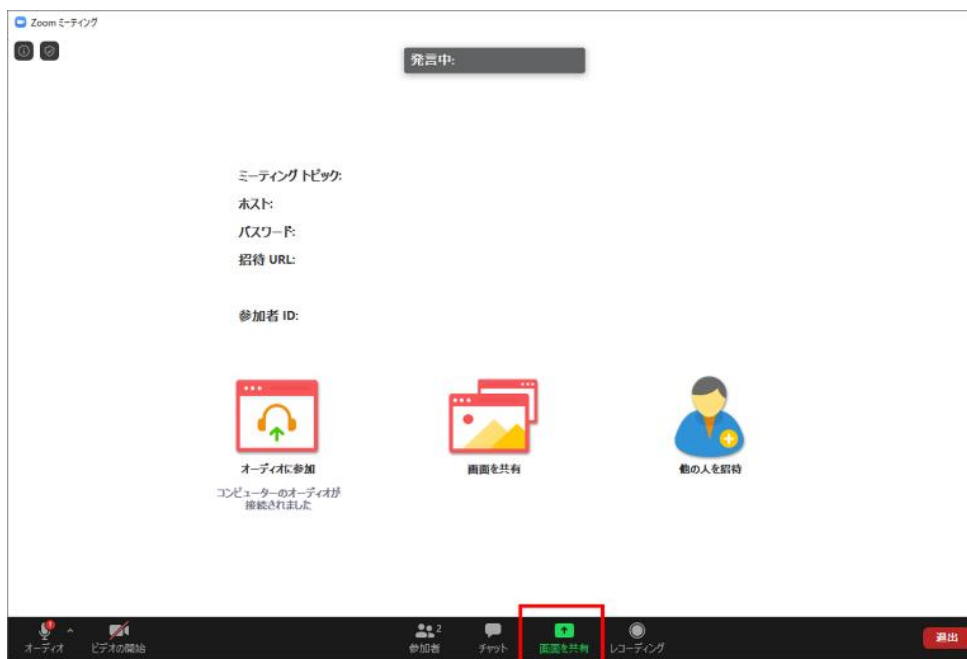 Zoom ミーティング
発言中:
ミーティング トピック:
ホスト:
パスワード:
招待 URL:
参加者 ID:
オーディオに参加
画面を共有
他の人を招待
コンピューターのオーディオが
接続されました
オーディオ
ビデオの開始
2
参加者
チャット
画面を共有
レコーディング
退出